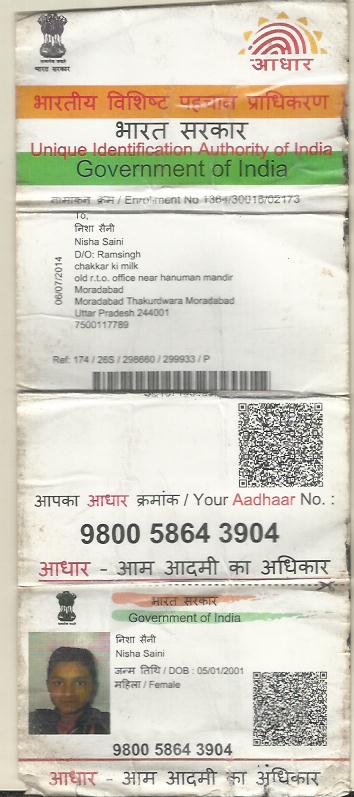 भारत सरकार
आधार
भारतीय विशिष्ट पहचान प्राधिकरण
भारत सरकार
Unique Identification Authority of India
Government of India
नामांकन क्रम / Enrolment No 1364/30016/02173
To,
निशा सैनी
Nisha Saini
D/O: Ramsingh
chakkar ki milk
old r.t.o. office near hanuman mandir
Moradabad
Moradabad Thakurdwara Moradabad
Uttar Pradesh 244001
7500117789
06/07/2014
Ref: 174 / 26S / 298660 / 299933 / P
आपका आधार क्रमांक / Your Aadhaar No. :
9800 5864 3904
आधार - आम आदमी का अधिकार
भारत सरकार
Government of India
निशा सैनी
Nisha Saini
जन्म तिथि / DOB : 05/01/2001
महिला / Female
9800 5864 3904
आधार - आम आदमी का अधिकार